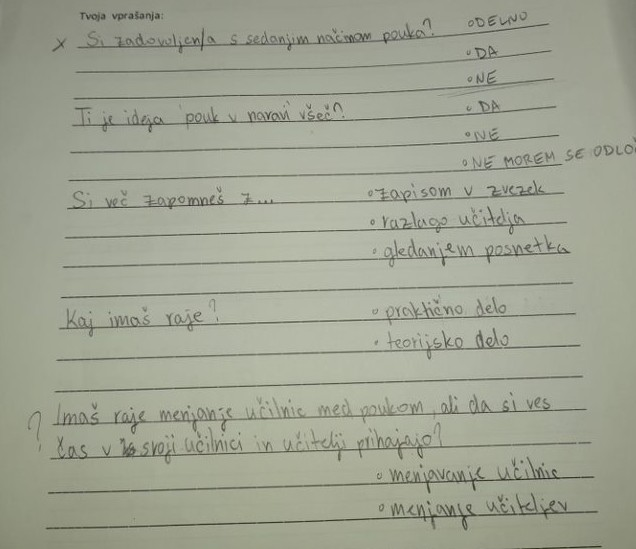 Tvoja vprašanja:
x Si zadovoljen/a s sedanjim načinom pouka? ◦ DELNO
◦ DA
◦ NE
Ti je ideja "pouk v naravi" všeč? ◦ DA
◦ NE
◦ NE MOREM SE ODLO
Si več zapomneš z... ◦ zapisom v zvezek
◦ razlago učitelja
◦ gledanjem posnetka
Kaj imaš raje? ◦ praktično delo
◦ teorijsko delo
Imaš raje menjanje učilnic med poukom, ali da si ves
? čas v svoji učilnici in učitelji prihajajo?
◦ menjavanje učilnic
◦ menjanje učiteljev